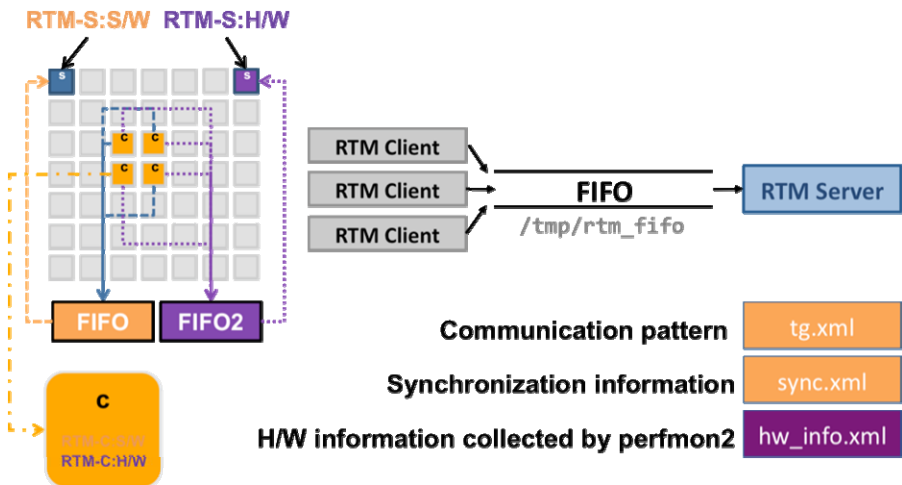 RTM-S:S/W RTM-S:H/W
S S
C C
C C
FIFO FIFO2
C
RTM-C:S/W
RTM-C:H/W
RTM Client
RTM Client
RTM Client
FIFO
/tmp/rtm_fifo
RTM Server
Communication pattern tg.xml
Synchronization information sync.xml
H/W information collected by perfmon2 hw_info.xml